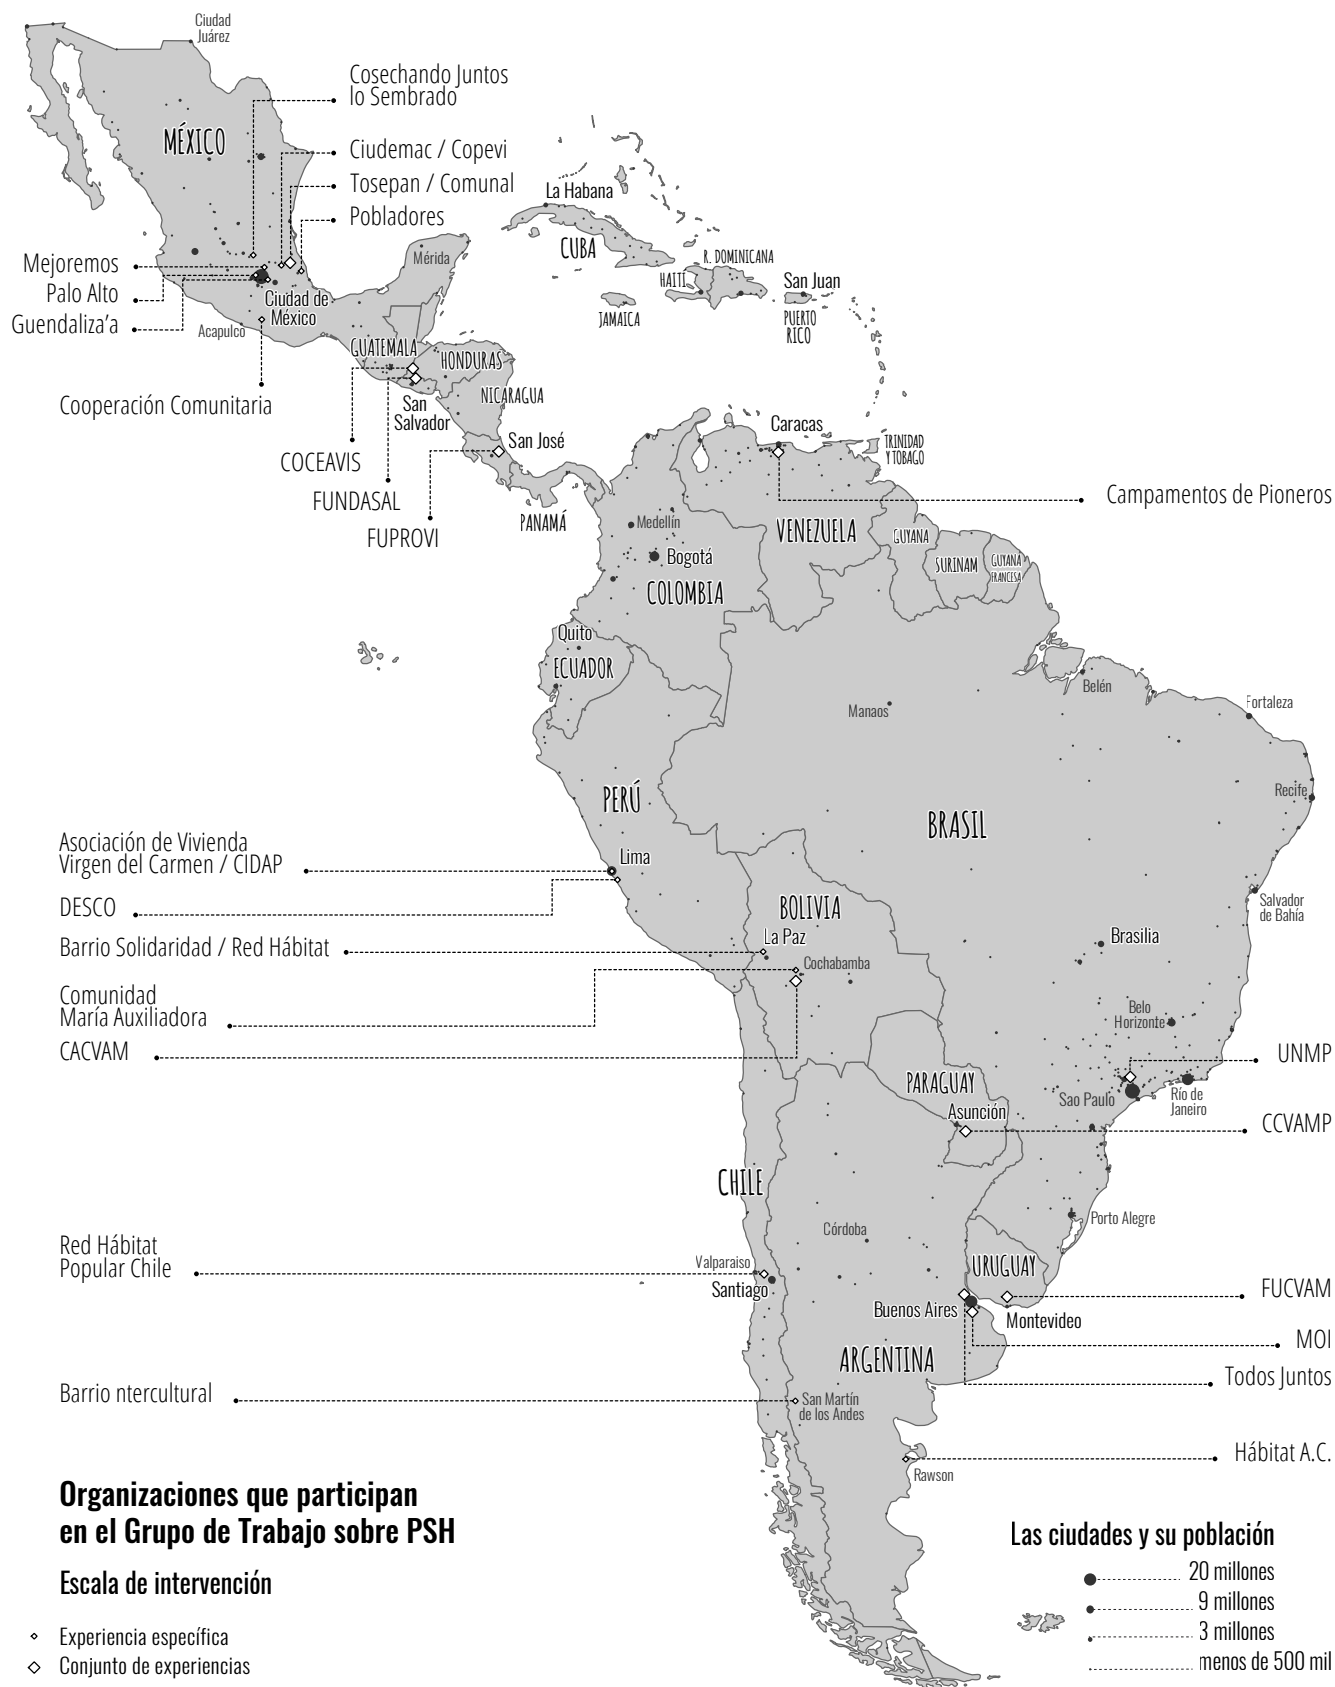 Ciudad
Juárez
Cosechando Juntos
lo Sembrado
MÉXICO
Ciudemac / Copevi
Tosepan / Comunal
Pobladores
La Habana
CUBA
Mérida
R. DOMINICANA
HAITÍ
San Juan
JAMAICA
PUERTO
RICO
Mejoremos
Palo Alto
Guendaliza'a
Ciudad de
México
Acapulco
Cooperación Comunitaria
GUATEMALA
HONDURAS
NICARAGUA
San
Salvador
San José
COCEAVIS
FUNDASAL
FUPROVI
PANAMÁ
Caracas
TRINIDAD
Y TOBAGO
Campamentos de Pioneros
Medellín
VENEZUELA
GUYANA
SURINAM
GUYANA
FRANCESA
Bogotá
COLOMBIA
Quito
ECUADOR
Belén
Manaos
Fortaleza
Recife
PERÚ
BRASIL
Asociación de Vivienda
Virgen del Carmen / CIDAP
Lima
DESCO
BOLIVIA
Salvador
de Bahía
La Paz
Brasilia
Barrio Solidaridad / Red Hábitat
Cochabamba
Comunidad
María Auxiliadora
Belo
Horizonte
CACVAM
UNMP
PARAGUAY
Sao Paulo
Río de
Janeiro
Asunción
CCVAMP
CHILE
Porto Alegre
Córdoba
Red Hábitat
Popular Chile
Valparaiso
Santiago
URUGUAY
FUCVAM
Buenos Aires
Montevideo
MOI
ARGENTINA
Todos Juntos
Barrio ntercultural
San Martín
de los Andes
Hábitat A.C.
Rawson
Organizaciones que participan
en el Grupo de Trabajo sobre PSH
Escala de intervención
Experiencia específica
Conjunto de experiencias
Las ciudades y su población
20 millones
9 millones
3 millones
menos de 500 mil